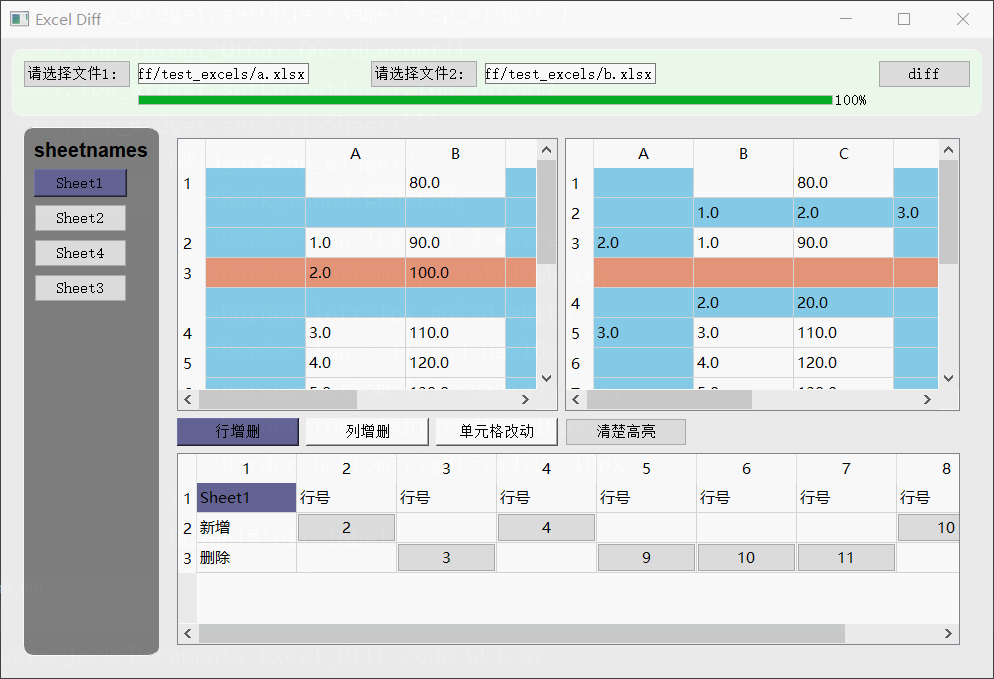 Excel Diff
请选择文件1: ff/test_excels/a.xlsx 请选择文件2: ff/test_excels/b.xlsx diff
100%
sheetnames
Sheet1
Sheet2
Sheet4
Sheet3
A B
1 80.0
2 1.0 90.0
3 2.0 100.0
4 3.0 110.0
5 4.0 120.0
A B C
1 80.0
2 1.0 2.0 3.0
3 2.0 1.0 90.0
4 2.0 20.0
5 3.0 3.0 110.0
6 4.0 120.0
行增删 列增删 单元格改动 清楚高亮
1 2 3 4 5 6 7 8
1 Sheet1 行号 行号 行号 行号 行号 行号 行号
2 新增 2 4 10
3 删除 3 9 10 11